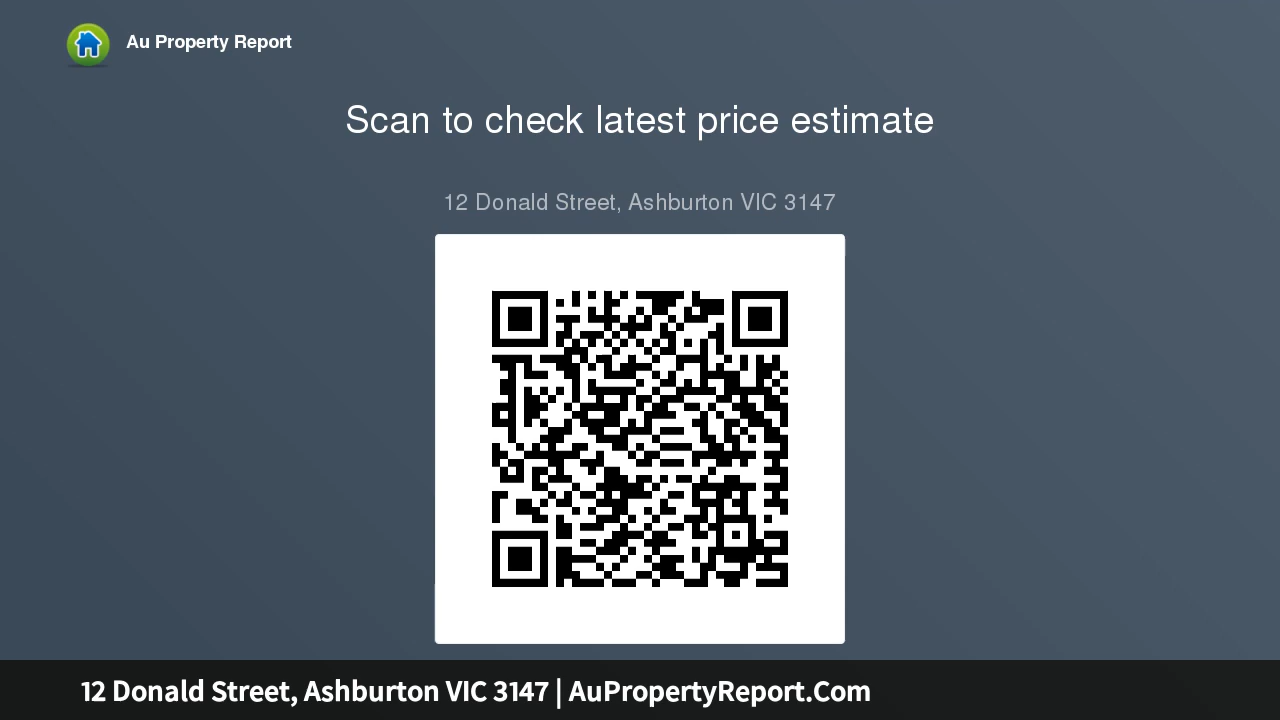 Au Property Report
Scan to check latest price estimate
12 Donald Street, Ashburton VIC 3147
12 Donald Street, Ashburton VIC 3147 | AuPropertyReport.Com